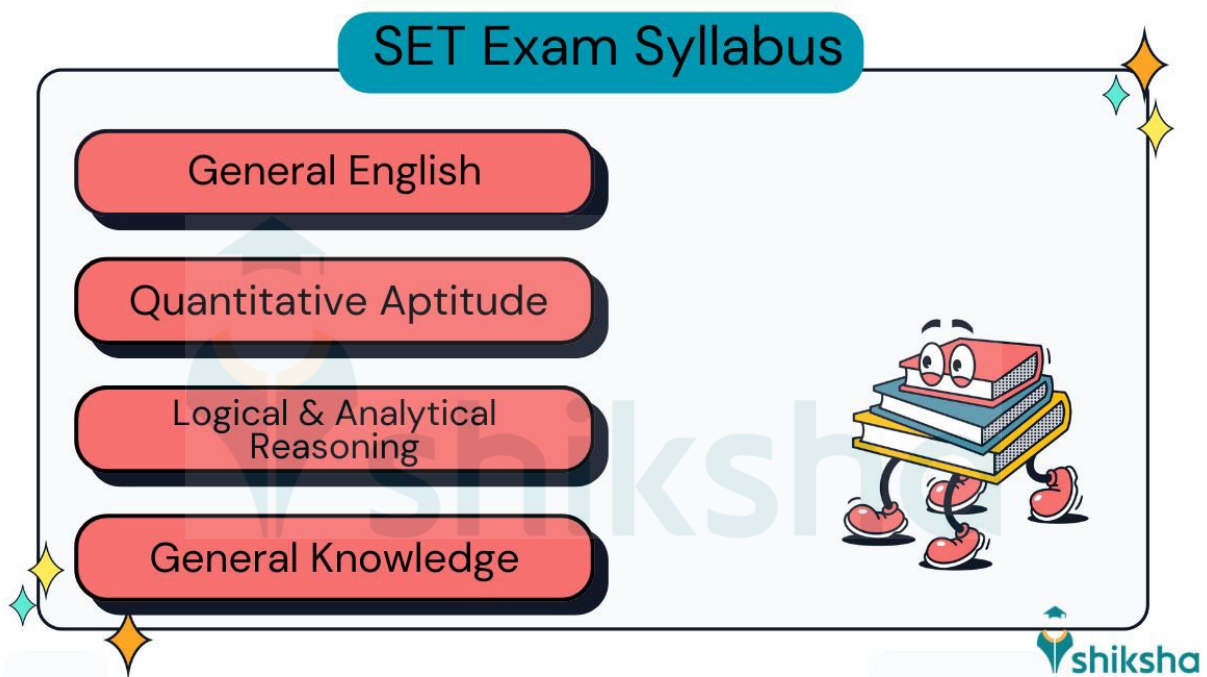 SET Exam Syllabus
General English
Quantitative Aptitude
Logical & Analytical
Reasoning
General Knowledge
shiksha
shiksha